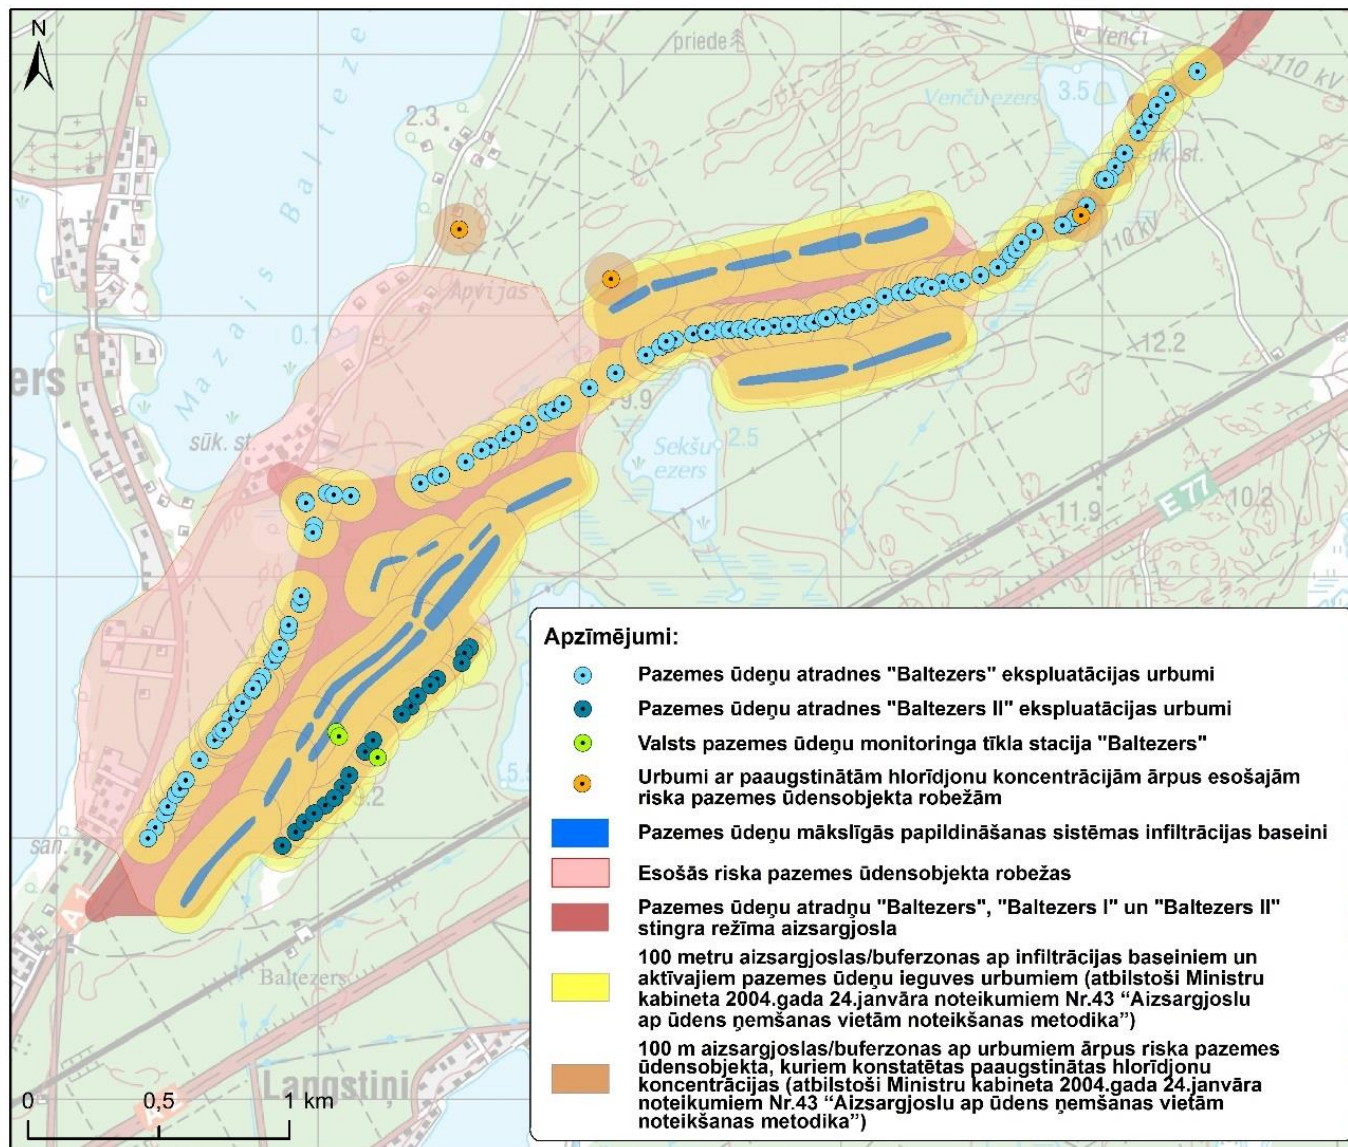 N
priede
Venči
110 kV
3.5
Venču ezers
2.3
sūk. st.
Mazais Baltezers
110 kV
Apvijas
0.1
12.2
ers
9.9
sūk. st.
Sekšu
ezers
2.5
E 77
10.2
11.9
5.5
9.2
san.
A 1
Baltezers
Langstiņi
0 0,5 1 km
Apzīmējumi:
Pazemes ūdeņu atradnes "Baltezers" ekspluatācijas urbumi
Pazemes ūdeņu atradnes "Baltezers II" ekspluatācijas urbumi
Valsts pazemes ūdeņu monitoringa tīkla stacija "Baltezers"
Urbumi ar paaugstinātām hlorīdjonu koncentrācijām ārpus esošajām
riska pazemes ūdensobjekta robežām
Pazemes ūdeņu mākslīgās papildināšanas sistēmas infiltrācijas baseini
Esošās riska pazemes ūdensobjekta robežas
Pazemes ūdeņu atradņu "Baltezers", "Baltezers I" un "Baltezers II"
stingra režīma aizsargjosla
100 metru aizsargjoslas/buferzonas ap infiltrācijas baseiniem un
aktīvajiem pazemes ūdeņu ieguves urbumiem (atbilstoši Ministru
kabineta 2004.gada 24.janvāra noteikumiem Nr.43 “Aizsargjoslu
ap ūdens ņemšanas vietām noteikšanas metodika”)
100 m aizsargjoslas/buferzonas ap urbumiem ārpus riska pazemes
ūdensobjekta, kuriem konstatētas paaugstinātas hlorīdjonu
koncentrācijas (atbilstoši Ministru kabineta 2004.gada 24.janvāra
noteikumiem Nr.43 “Aizsargjoslu ap ūdens ņemšanas vietām
noteikšanas metodika”)